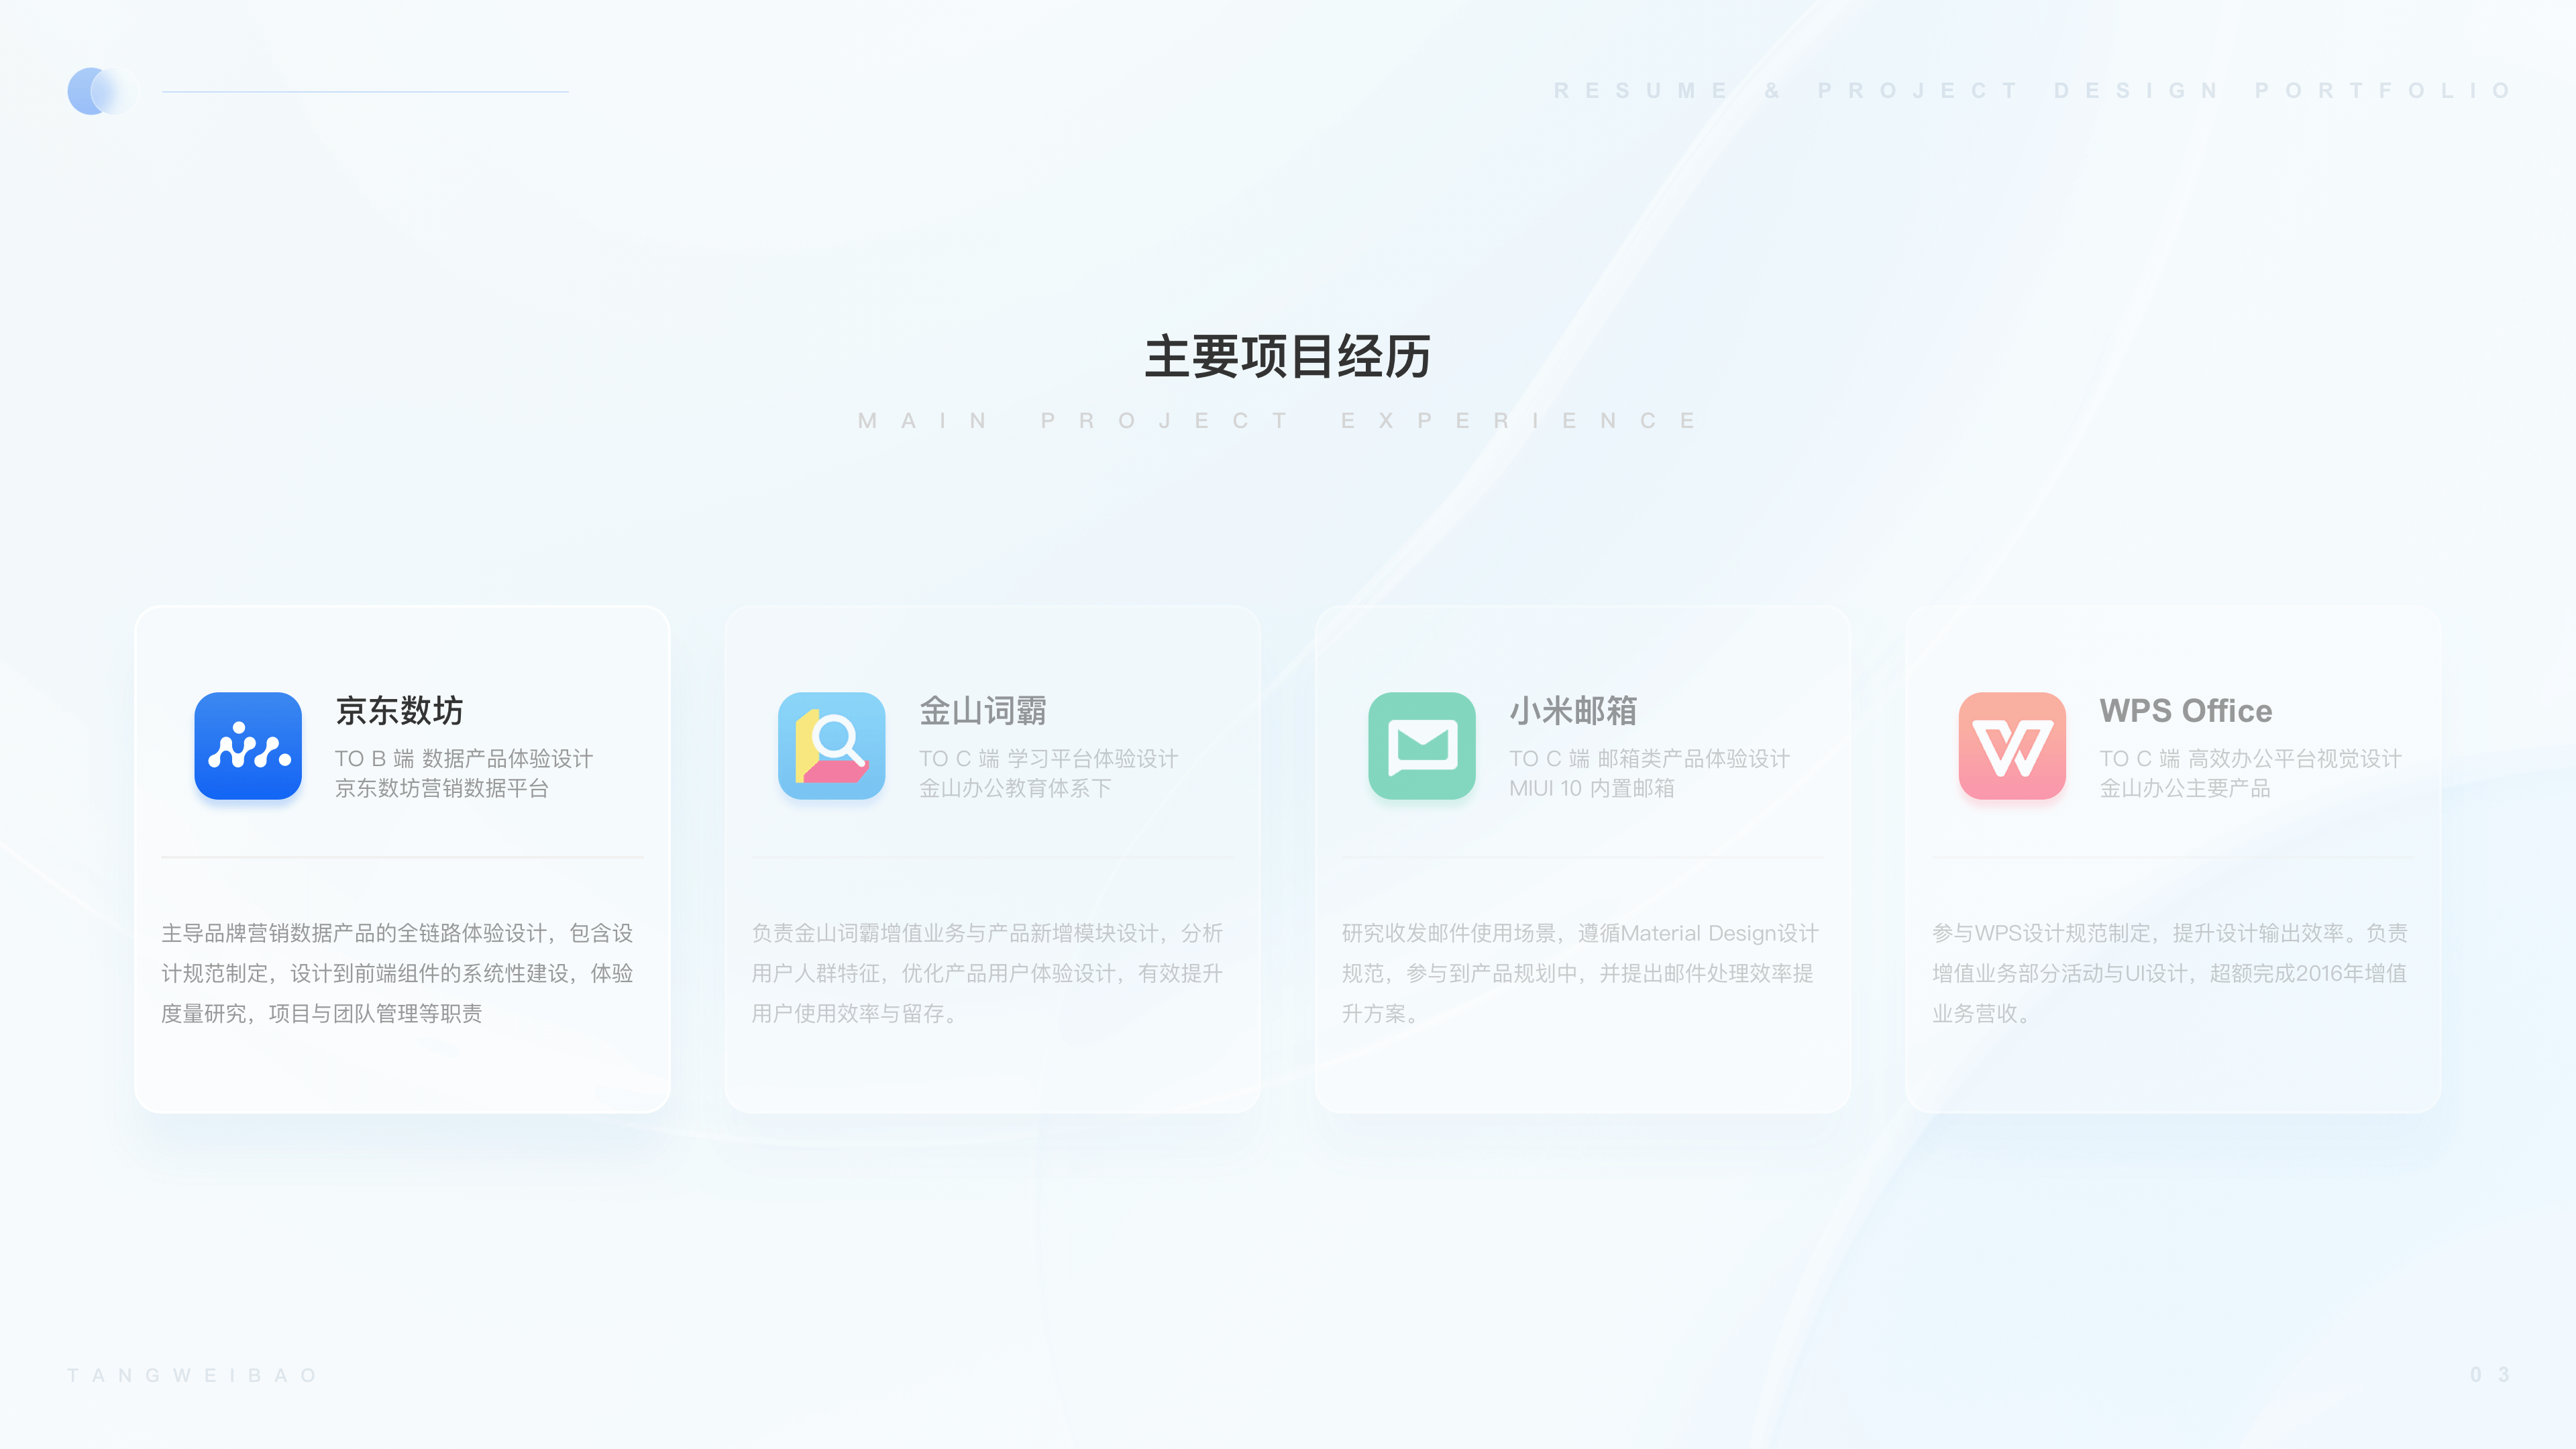 RESUME & PROJECT DESIGN PORTFOLIO
主要项目经历
MAIN PROJECT EXPERIENCE
京东数坊
TO B 端 数据产品体验设计
京东数坊营销数据平台
主导品牌营销数据产品的全链路体验设计，包含设
计规范制定，设计到前端组件的系统性建设，体验
度量研究，项目与团队管理等职责
金山词霸
TO C 端 学习平台体验设计
金山办公教育体系下
负责金山词霸增值业务与产品新增模块设计，分析
用户人群特征，优化产品用户体验设计，有效提升
用户使用效率与留存。
小米邮箱
TO C 端 邮箱类产品体验设计
MIUI 10 内置邮箱
研究收发邮件使用场景，遵循Material Design设计
规范，参与到产品规划中，并提出邮件处理效率提
升方案。
WPS Office
TO C 端 高效办公平台视觉设计
金山办公主要产品
参与WPS设计规范制定，提升设计输出效率。负责
增值业务部分活动与UI设计，超额完成2016年增值
业务营收。
TANGWEIBAO
03